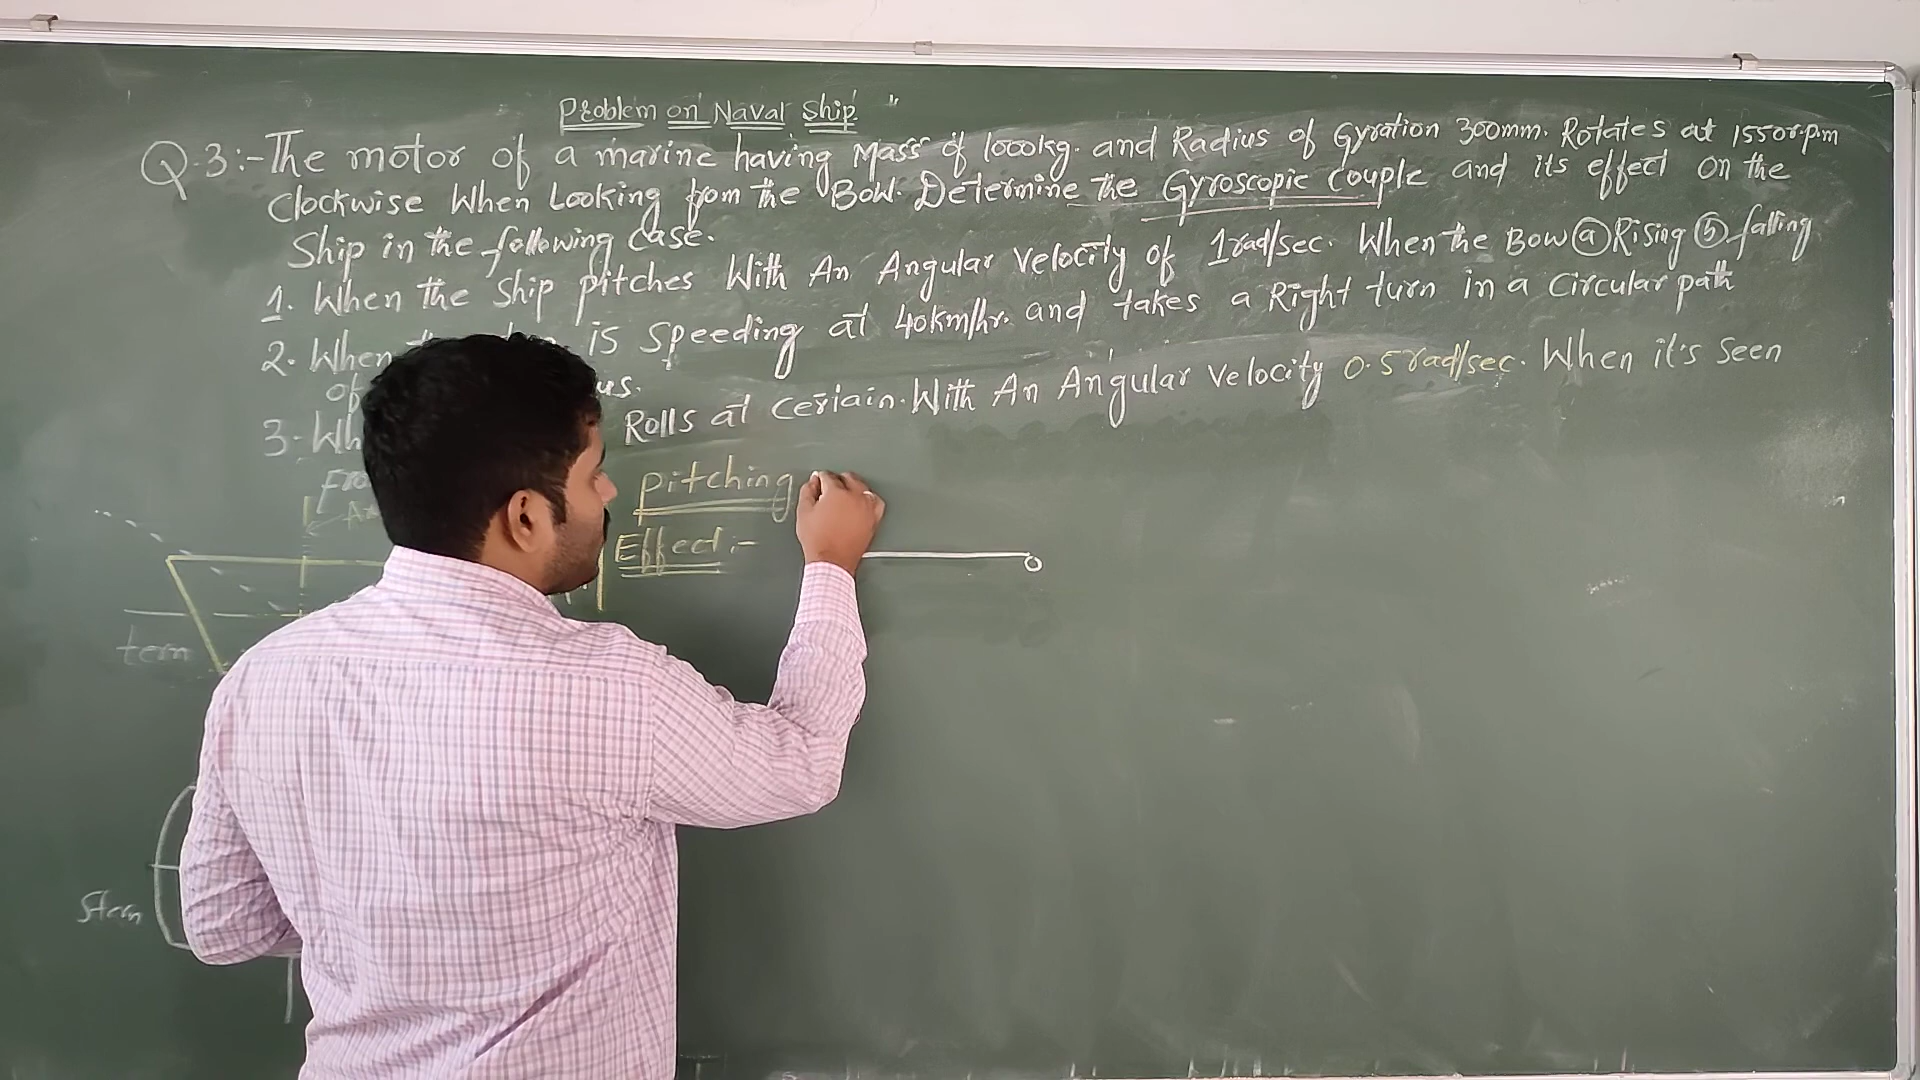 Problem on Naval Ship "
Q.3:- The motor of a marine having Mass of 1000kg. and Radius of Gyration 300mm. Rotates at 1550r.p.m
Clockwise When Looking from the Bow. Determine the Gyroscopic Couple and its effect on the
Ship in the following case.
1. When the Ship pitches With An Angular Velocity of 1rad/sec. When the Bow (a) Rising (b) falling
2. When is Speeding at 40km/hr. and takes a Right turn in a Circular path
of
3. Rolls at Certain. With An Angular Velocity 0.5 rad/sec. When it's Seen
Pitching
Effect:-
tern
Stern